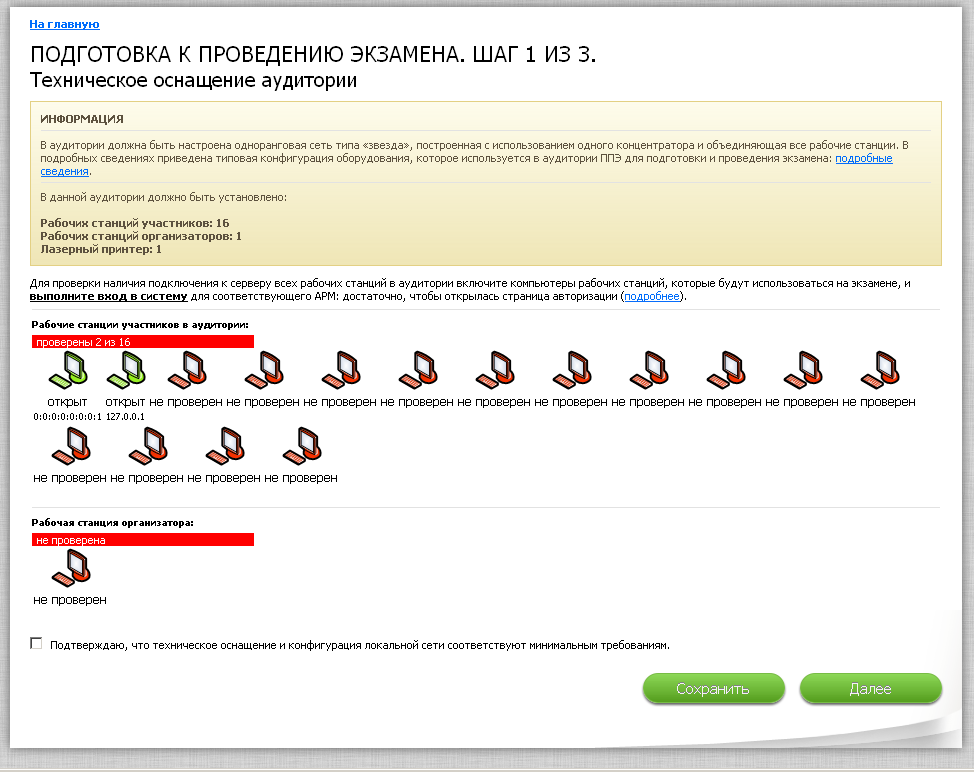 На главную
ПОДГОТОВКА К ПРОВЕДЕНИЮ ЭКЗАМЕНА. ШАГ 1 ИЗ 3.
Техническое оснащение аудитории
ИНФОРМАЦИЯ
В аудитории должна быть настроена одноранговая сеть типа «звезда», построенная с использованием одного концентратора и объединяющая все рабочие станции. В
подробных сведениях приведена типовая конфигурация оборудования, которое используется в аудитории ППЭ для подготовки и проведения экзамена: подробные
сведения.
В данной аудитории должно быть установлено:
Рабочих станций участников: 16
Рабочих станций организаторов: 1
Лазерный принтер: 1
Для проверки наличия подключения к серверу всех рабочих станций в аудитории включите компьютеры рабочих станций, которые будут использоваться на экзамене, и
выполните вход в систему для соответствующего АРМ: достаточно, чтобы открылась страница авторизации (подробнее).
Рабочие станции участников в аудитории:
проверены 2 из 16
открыт открыт не проверен не проверен не проверен не проверен не проверен не проверен не проверен не проверен не проверен не проверен
0:0:0:0:0:0:0:1 127.0.0.1
не проверен не проверен не проверен не проверен
Рабочая станция организатора:
не проверена
не проверен
Подтверждаю, что техническое оснащение и конфигурация локальной сети соответствуют минимальным требованиям.
Сохранить Далее